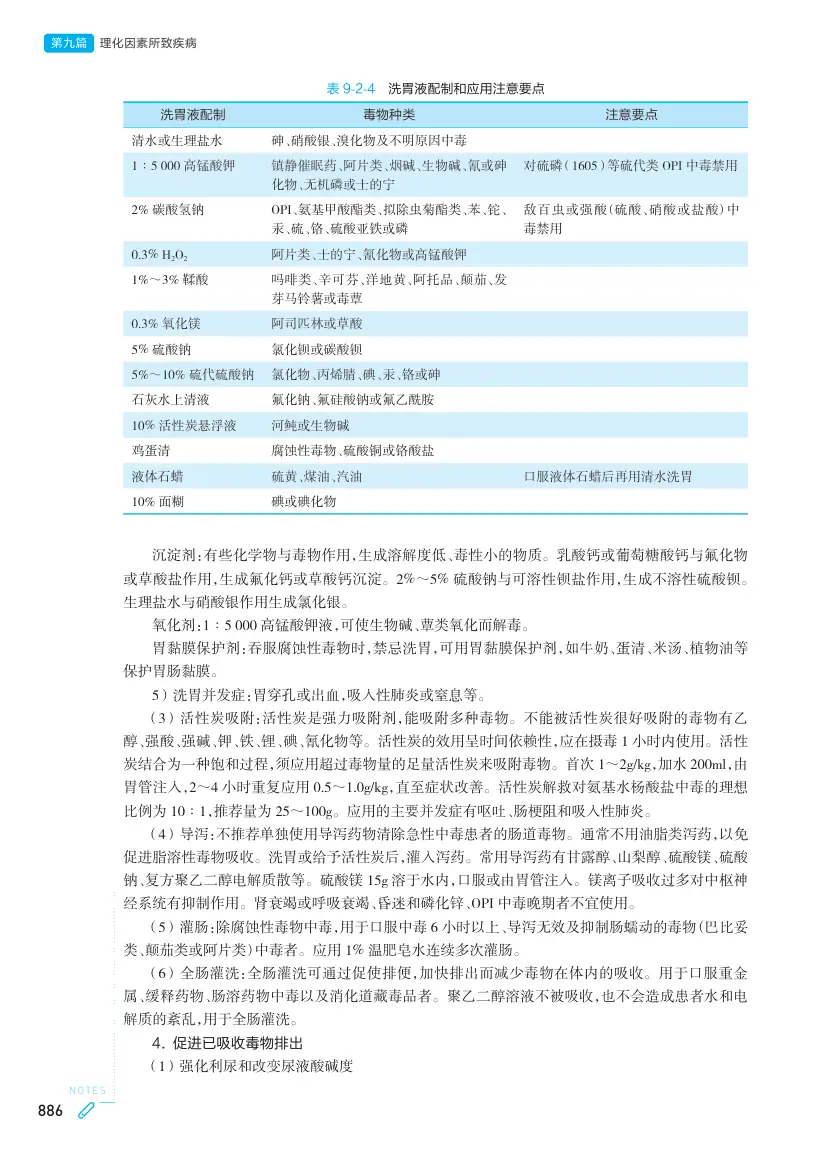 第九篇 理化因素所致疾病
表 9-2-4 洗胃液配制和应用注意要点
洗胃液配制 毒物种类 注意要点
清水或生理盐水 砷、硝酸银、溴化物及不明原因中毒
1∶5 000 高锰酸钾 镇静催眠药、阿片类、烟碱、生物碱、氰或砷 对硫磷(1605)等硫代类 OPI 中毒禁用
化物、无机磷或士的宁
2% 碳酸氢钠 OPI、氨基甲酸酯类、拟除虫菊酯类、苯、铊、 敌百虫或强酸(硫酸、硝酸或盐酸)中
汞、硫、铬、硫酸亚铁或磷 毒禁用
0.3% H₂O₂ 阿片类、士的宁、氰化物或高锰酸钾
1%～3% 鞣酸 吗啡类、辛可芬、洋地黄、阿托品、颠茄、发
芽马铃薯或毒蕈
0.3% 氧化镁 阿司匹林或草酸
5% 硫酸钠 氯化钡或碳酸钡
5%～10% 硫代硫酸钠 氯化物、丙烯腈、碘、汞、铬或砷
石灰水上清液 氟化钠、氟硅酸钠或氟乙酰胺
10% 活性炭悬浮液 河鲀或生物碱
鸡蛋清 腐蚀性毒物、硫酸铜或铬酸盐
液体石蜡 硫黄、煤油、汽油 口服液体石蜡后再用清水洗胃
10% 面糊 碘或碘化物
沉淀剂：有些化学物与毒物作用，生成溶解度低、毒性小的物质。乳酸钙或葡萄糖酸钙与氟化物
或草酸盐作用，生成氟化钙或草酸钙沉淀。2%～5% 硫酸钠与可溶性钡盐作用，生成不溶性硫酸钡。
生理盐水与硝酸银作用生成氯化银。
氧化剂：1∶5 000 高锰酸钾液，可使生物碱、蕈类氧化而解毒。
胃黏膜保护剂：吞服腐蚀性毒物时，禁忌洗胃，可用胃黏膜保护剂，如牛奶、蛋清、米汤、植物油等
保护胃肠黏膜。
5）洗胃并发症：胃穿孔或出血，吸入性肺炎或窒息等。
（3）活性炭吸附：活性炭是强力吸附剂，能吸附多种毒物。不能被活性炭很好吸附的毒物有乙
醇、强酸、强碱、钾、铁、锂、碘、氰化物等。活性炭的效用呈时间依赖性，应在摄毒 1 小时内使用。活性
炭结合为一种饱和过程，须应用超过毒物量的足量活性炭来吸附毒物。首次 1～2g/kg，加水 200ml，由
胃管注入，2～4 小时重复应用 0.5～1.0g/kg，直至症状改善。活性炭解救对氨基水杨酸盐中毒的理想
比例为 10∶1，推荐量为 25～100g。应用的主要并发症有呕吐、肠梗阻和吸入性肺炎。
（4）导泻：不推荐单独使用导泻药物清除急性中毒患者的肠道毒物。通常不用油脂类泻药，以免
促进脂溶性毒物吸收。洗胃或给予活性炭后，灌入泻药。常用导泻药有甘露醇、山梨醇、硫酸镁、硫酸
钠、复方聚乙二醇电解质散等。硫酸镁 15g 溶于水内，口服或由胃管注入。镁离子吸收过多对中枢神
经系统有抑制作用。肾衰竭或呼吸衰竭、昏迷和磷化锌、OPI 中毒晚期者不宜使用。
（5）灌肠：除腐蚀性毒物中毒，用于口服中毒 6 小时以上、导泻无效及抑制肠蠕动的毒物（巴比妥
类、颠茄类或阿片类）中毒者。应用 1% 温肥皂水连续多次灌肠。
（6）全肠灌洗：全肠灌洗可通过促使排便，加快排出而减少毒物在体内的吸收。用于口服重金
属、缓释药物、肠溶药物中毒以及消化道藏毒品者。聚乙二醇溶液不被吸收，也不会造成患者水和电
解质的紊乱，用于全肠灌洗。
4. 促进已吸收毒物排出
（1）强化利尿和改变尿液酸碱度
NOTES
886